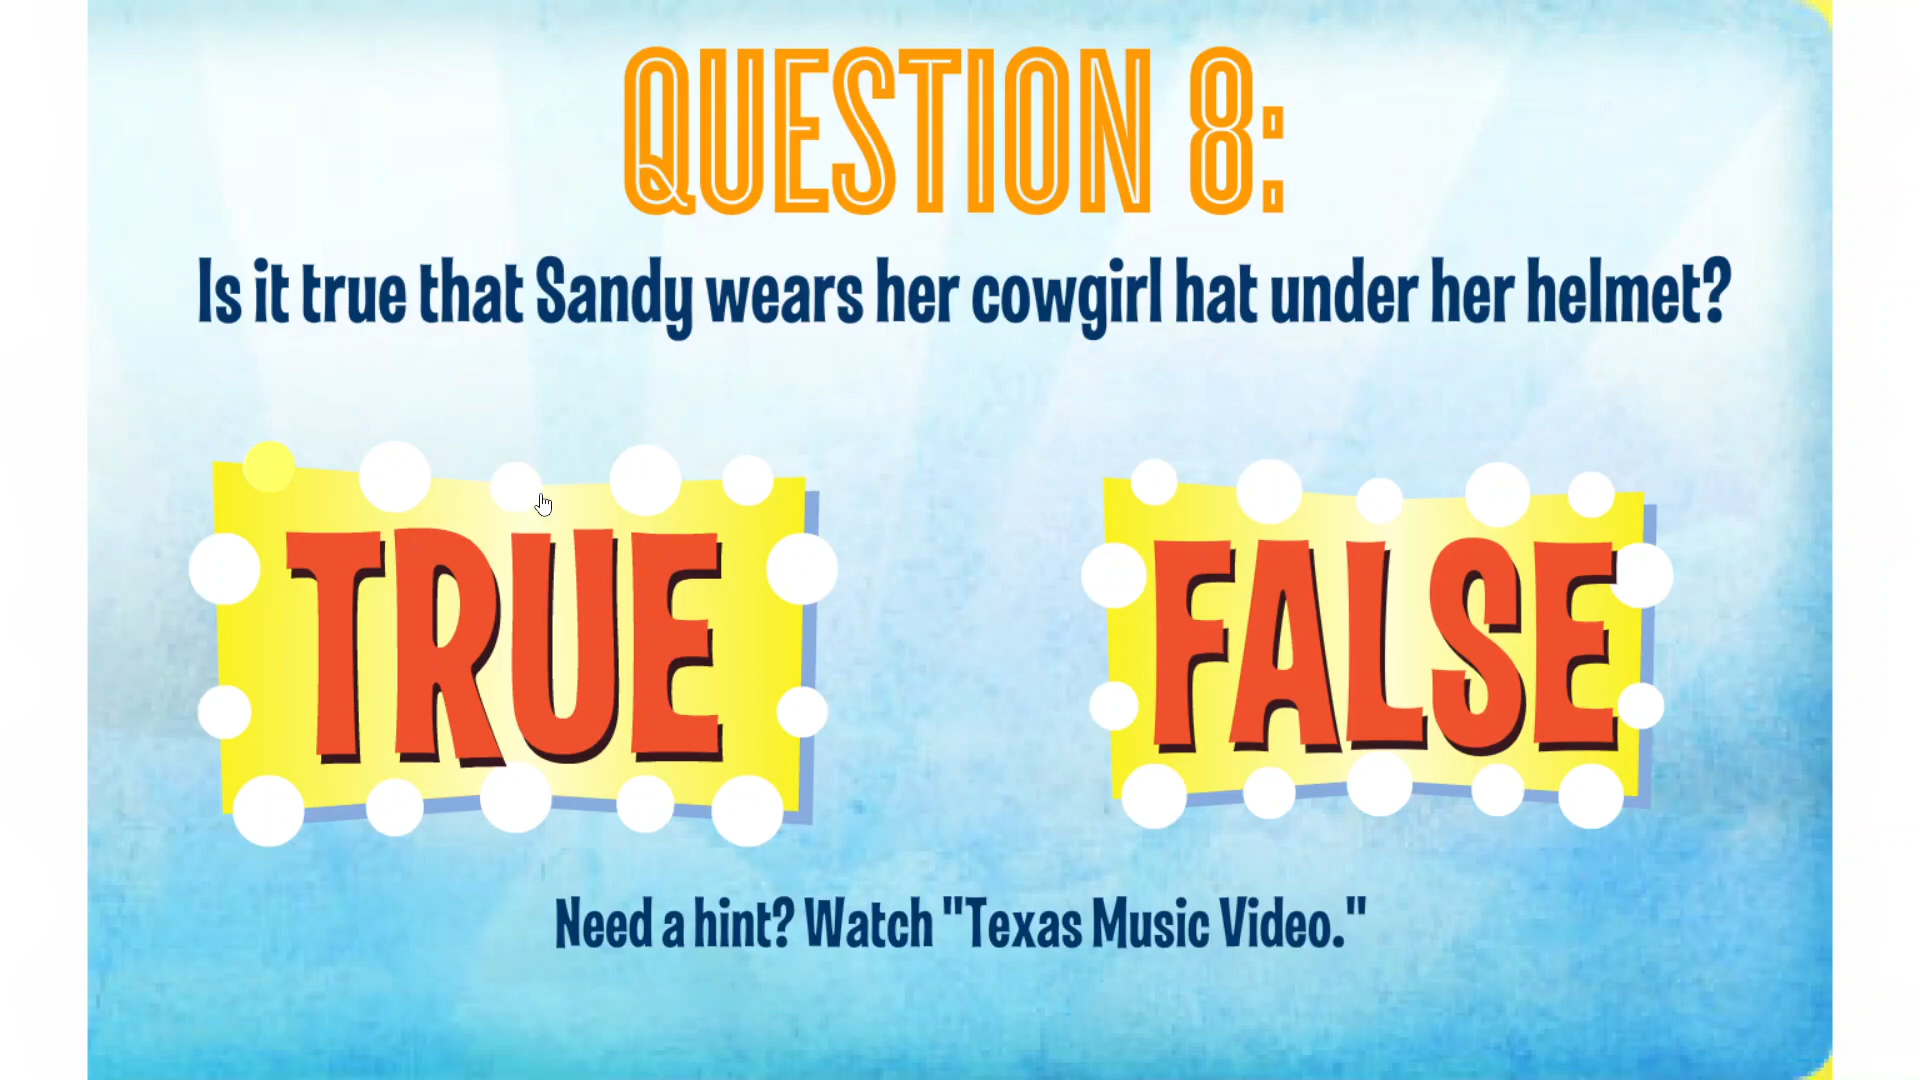 QUESTION 8:
Is it true that Sandy wears her cowgirl hat under her helmet?
TRUE
FALSE
Need a hint? Watch "Texas Music Video."